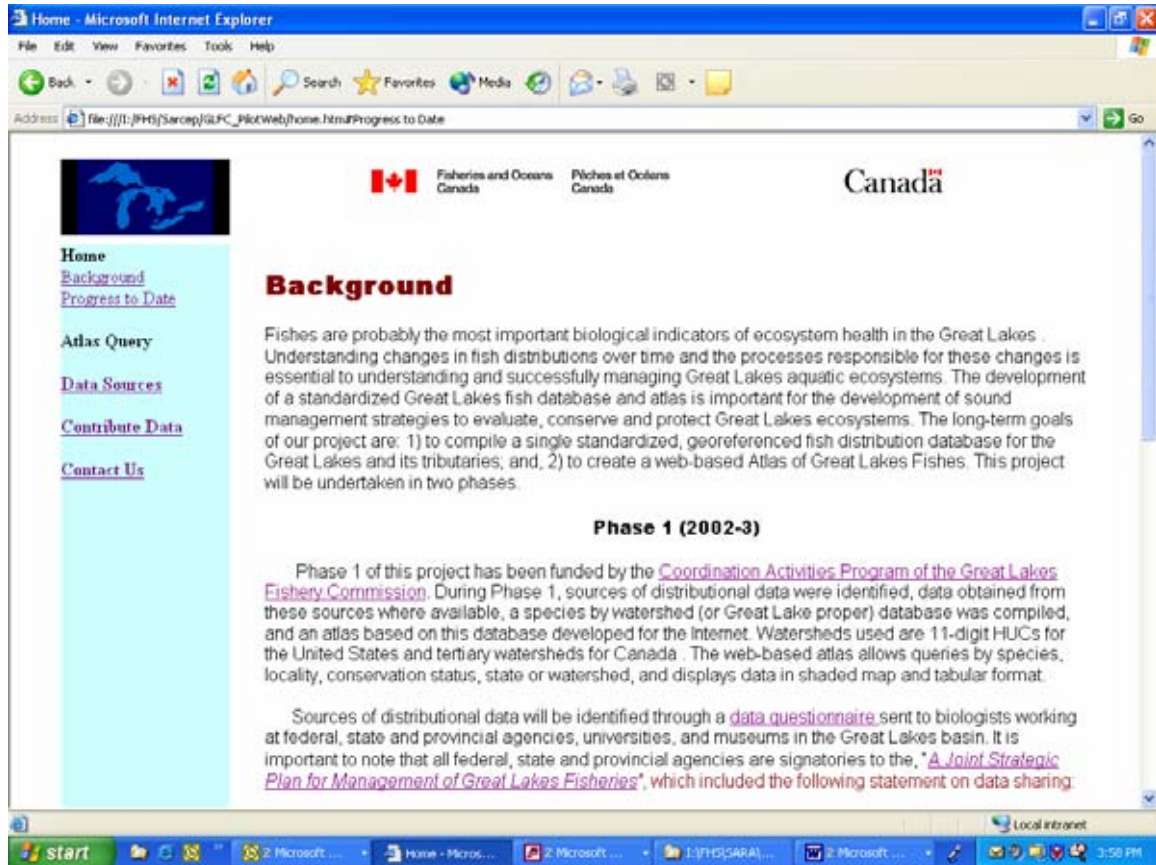 Home - Microsoft Internet Explorer
File Edit View Favorites Tools Help
Back Search Favorites Media
Address file:///I:/FHS/Sarcep/GLFC_PilotWeb/home.htm#Progress to Date Go
Fisheries and Oceans Pêches et Océans
Canada Canada
Canada
Home
Background
Progress to Date
Atlas Query
Data Sources
Contribute Data
Contact Us
Background
Fishes are probably the most important biological indicators of ecosystem health in the Great Lakes .
Understanding changes in fish distributions over time and the processes responsible for these changes is
essential to understanding and successfully managing Great Lakes aquatic ecosystems. The development
of a standardized Great Lakes fish database and atlas is important for the development of sound
management strategies to evaluate, conserve and protect Great Lakes ecosystems. The long-term goals
of our project are: 1) to compile a single standardized, georeferenced fish distribution database for the
Great Lakes and its tributaries; and, 2) to create a web-based Atlas of Great Lakes Fishes. This project
will be undertaken in two phases.
Phase 1 (2002-3)
Phase 1 of this project has been funded by the Coordination Activities Program of the Great Lakes
Fishery Commission. During Phase 1, sources of distributional data were identified, data obtained from
these sources where available, a species by watershed (or Great Lake proper) database was compiled,
and an atlas based on this database developed for the Internet. Watersheds used are 11-digit HUCs for
the United States and tertiary watersheds for Canada . The web-based atlas allows queries by species,
locality, conservation status, state or watershed, and displays data in shaded map and tabular format.
Sources of distributional data will be identified through a data questionnaire sent to biologists working
at federal, state and provincial agencies, universities, and museums in the Great Lakes basin. It is
important to note that all federal, state and provincial agencies are signatories to the, "A Joint Strategic
Plan for Management of Great Lakes Fisheries", which included the following statement on data sharing:
Local intranet
start 2 Microsoft ... Home - Micros... 2 Microsoft ... I:\FHS\SARA\... 2 Microsoft ... 3:58 PM